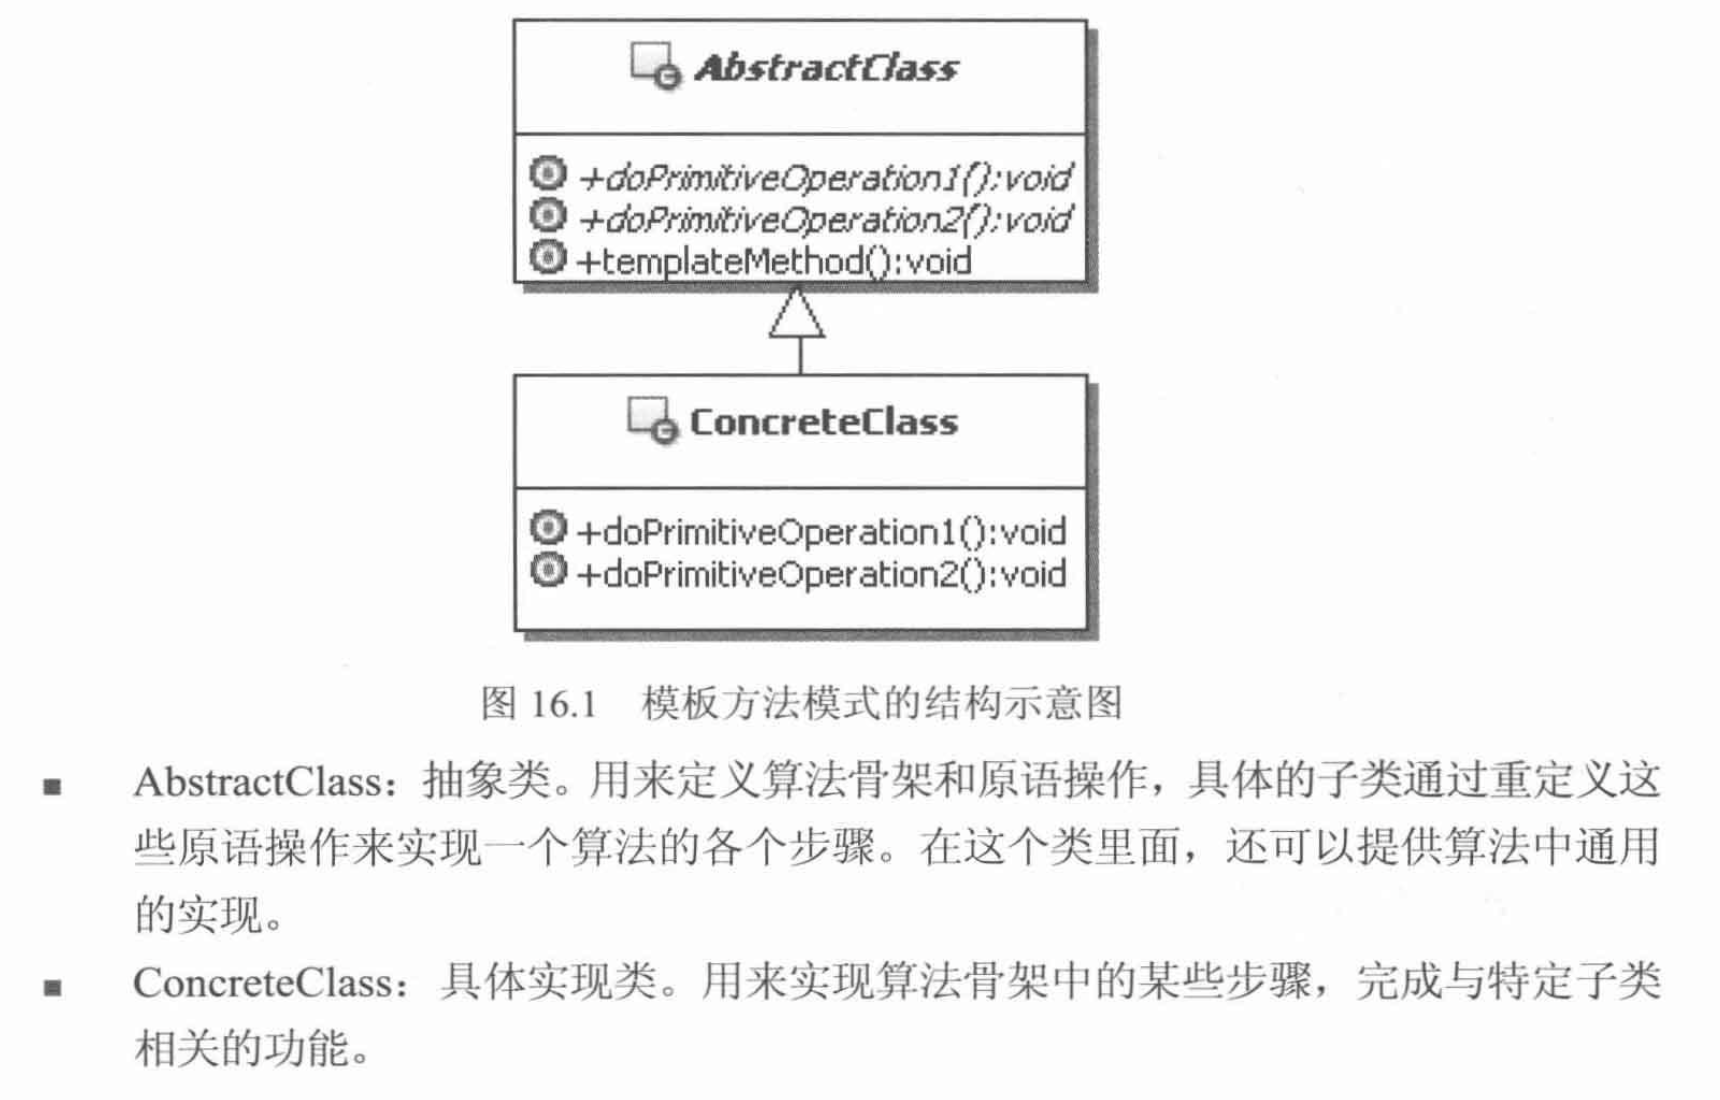 AbstractClass
+doPrimitiveOperation1():void
+doPrimitiveOperation2():void
+templateMethod():void
ConcreteClass
+doPrimitiveOperation1():void
+doPrimitiveOperation2():void
图 16.1 模板方法模式的结构示意图
■ AbstractClass：抽象类。用来定义算法骨架和原语操作，具体的子类通过重定义这
些原语操作来实现一个算法的各个步骤。在这个类里面，还可以提供算法中通用
的实现。
■ ConcreteClass：具体实现类。用来实现算法骨架中的某些步骤，完成与特定子类
相关的功能。